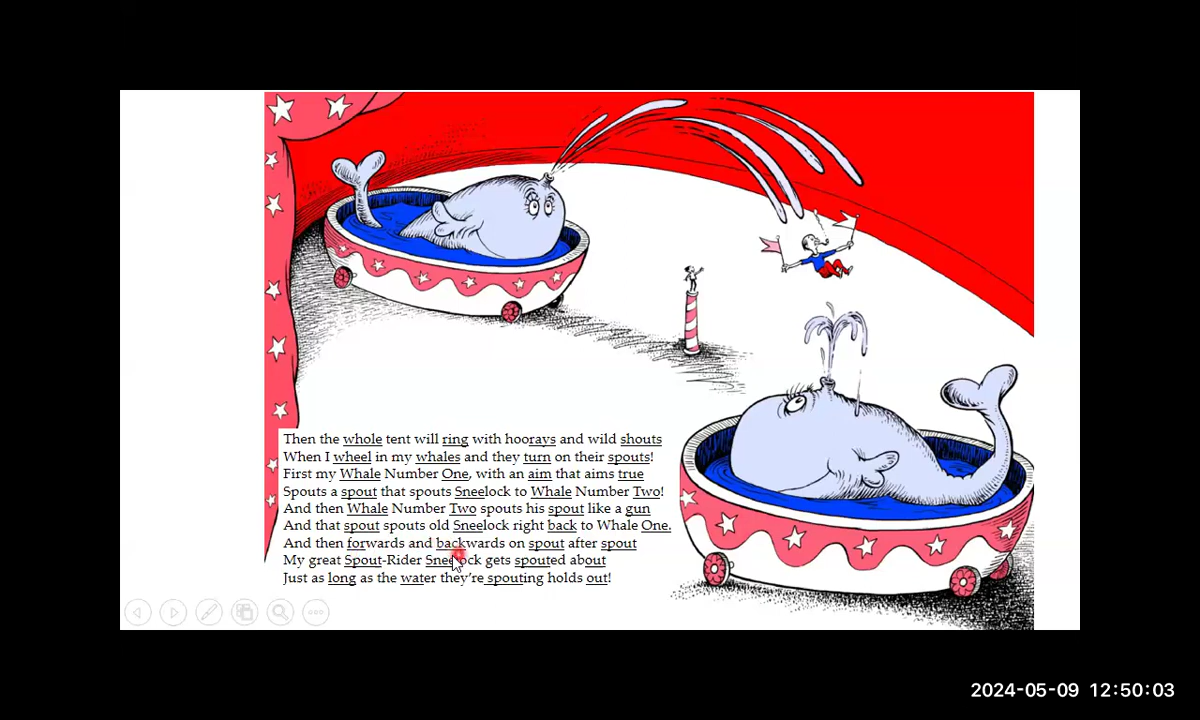 Then the whole tent will ring with hoorays and wild shouts
When I wheel in my whales and they turn on their spouts!
First my Whale Number One, with an aim that aims true
Spouts a spout that spouts Sneelock to Whale Number Two!
And then Whale Number Two spouts his spout like a gun
And that spout spouts old Sneelock right back to Whale One.
And then forwards and backwards on spout after spout
My great Spout-Rider Sneelock gets spouted about
Just as long as the water they're spouting holds out!
2024-05-09 12:50:03